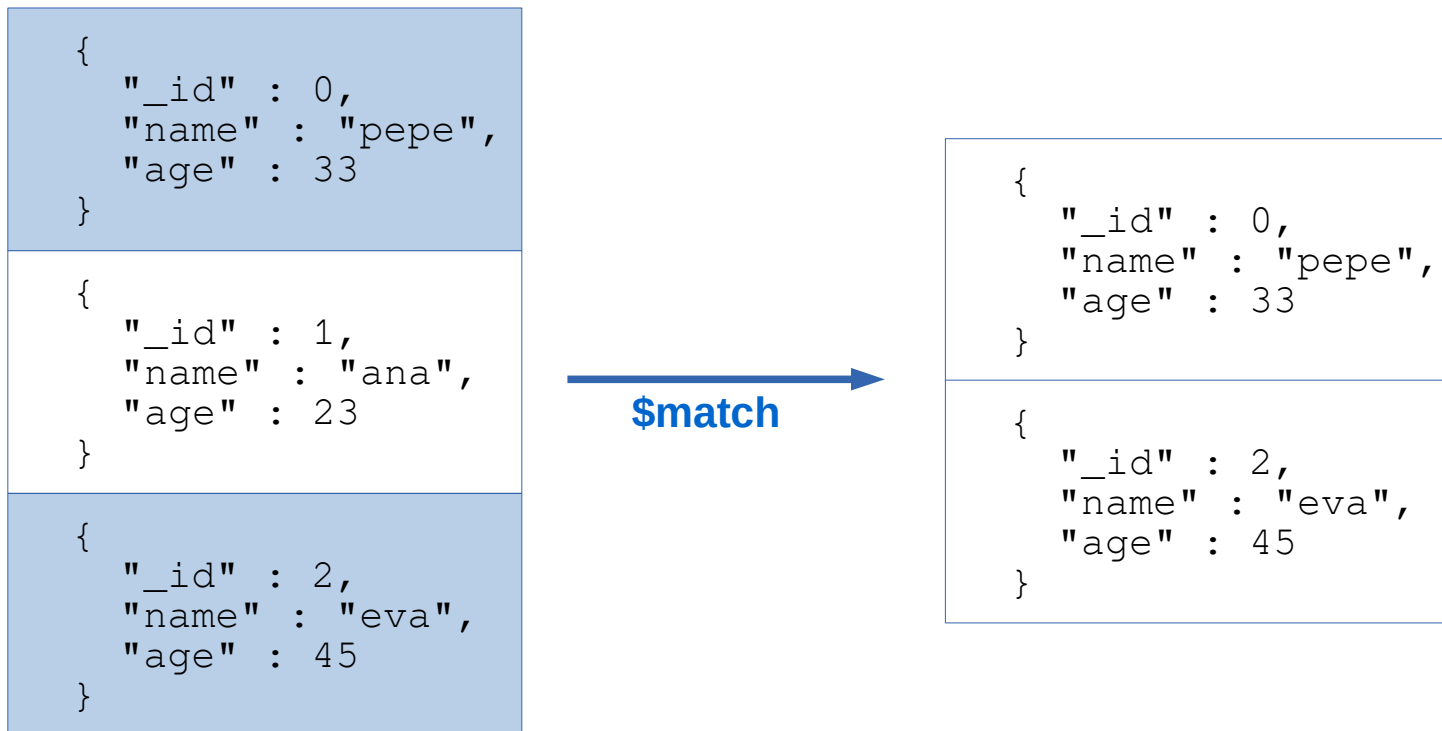 {
"_id" : 0,
"name" : "pepe",
"age" : 33
}
{
"_id" : 1,
"name" : "ana",
"age" : 23
}
{
"_id" : 2,
"name" : "eva",
"age" : 45
}
$match
{
"_id" : 0,
"name" : "pepe",
"age" : 33
}
{
"_id" : 2,
"name" : "eva",
"age" : 45
}